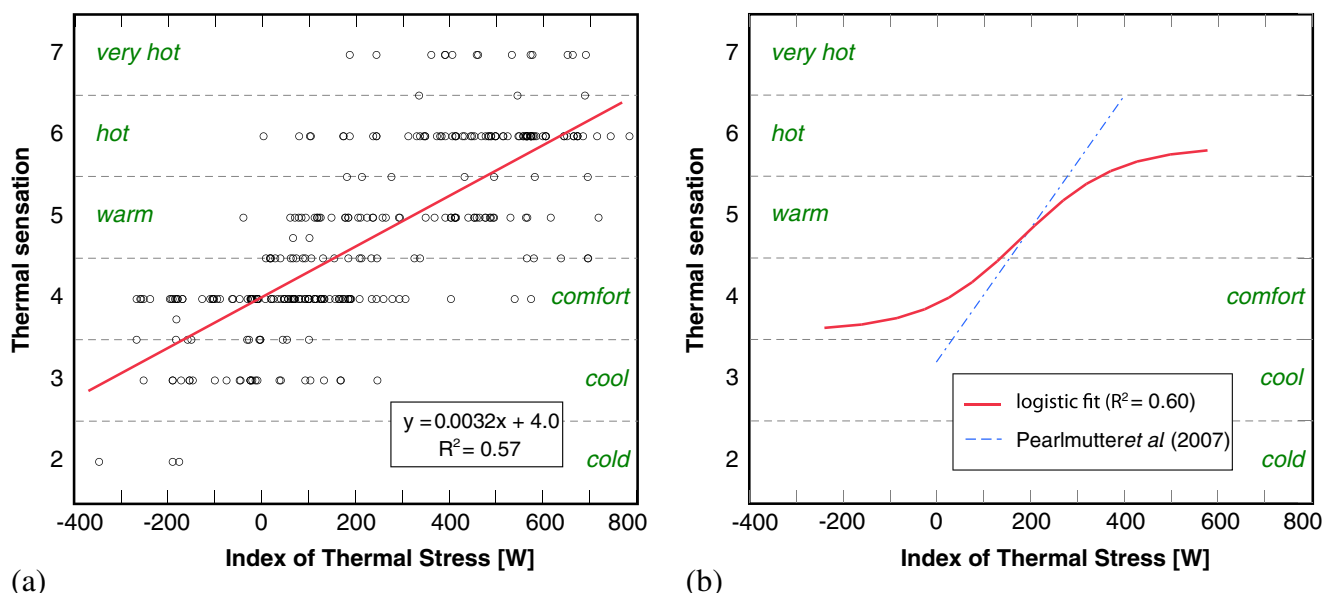 7
very hot
6
hot
5
warm
4
comfort
3
cool
2
cold
Thermal sensation
y = 0.0032x + 4.0
R² = 0.57
-400 -200 0 200 400 600 800
Index of Thermal Stress [W]
(a)
7
very hot
6
hot
5
warm
4
comfort
3
cool
2
cold
Thermal sensation
logistic fit (R² = 0.60)
Pearlmutteret al (2007)
-400 -200 0 200 400 600 800
Index of Thermal Stress [W]
(b)